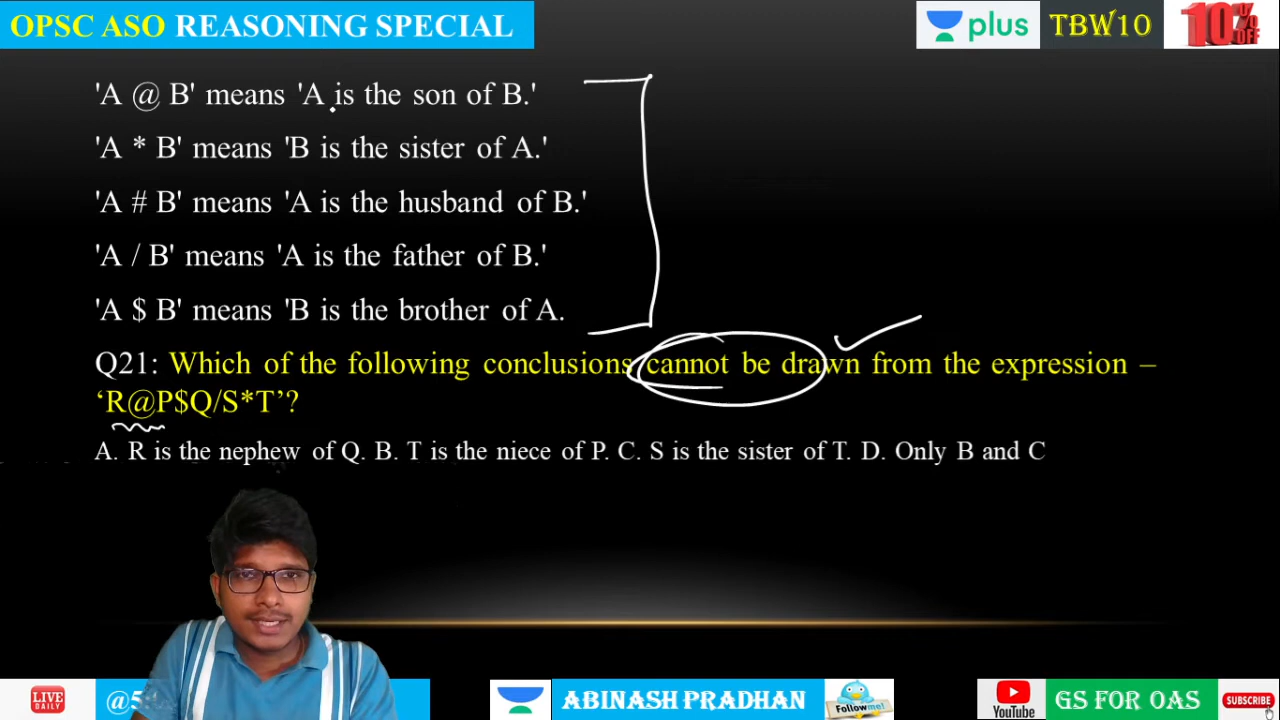 OPSC ASO REASONING SPECIAL
plus
TBW10
10%
OFF
'A @ B' means 'A is the son of B.'
'A * B' means 'B is the sister of A.'
'A # B' means 'A is the husband of B.'
'A / B' means 'A is the father of B.'
'A $ B' means 'B is the brother of A.
Q21: Which of the following conclusions cannot be drawn from the expression –
‘R@P$Q/S*T’?
A. R is the nephew of Q. B. T is the niece of P. C. S is the sister of T. D. Only B and C
LIVE
DAILY
ABINASH PRADHAN
Follow me!
YouTube
GS FOR OAS
SUBSCRIBE